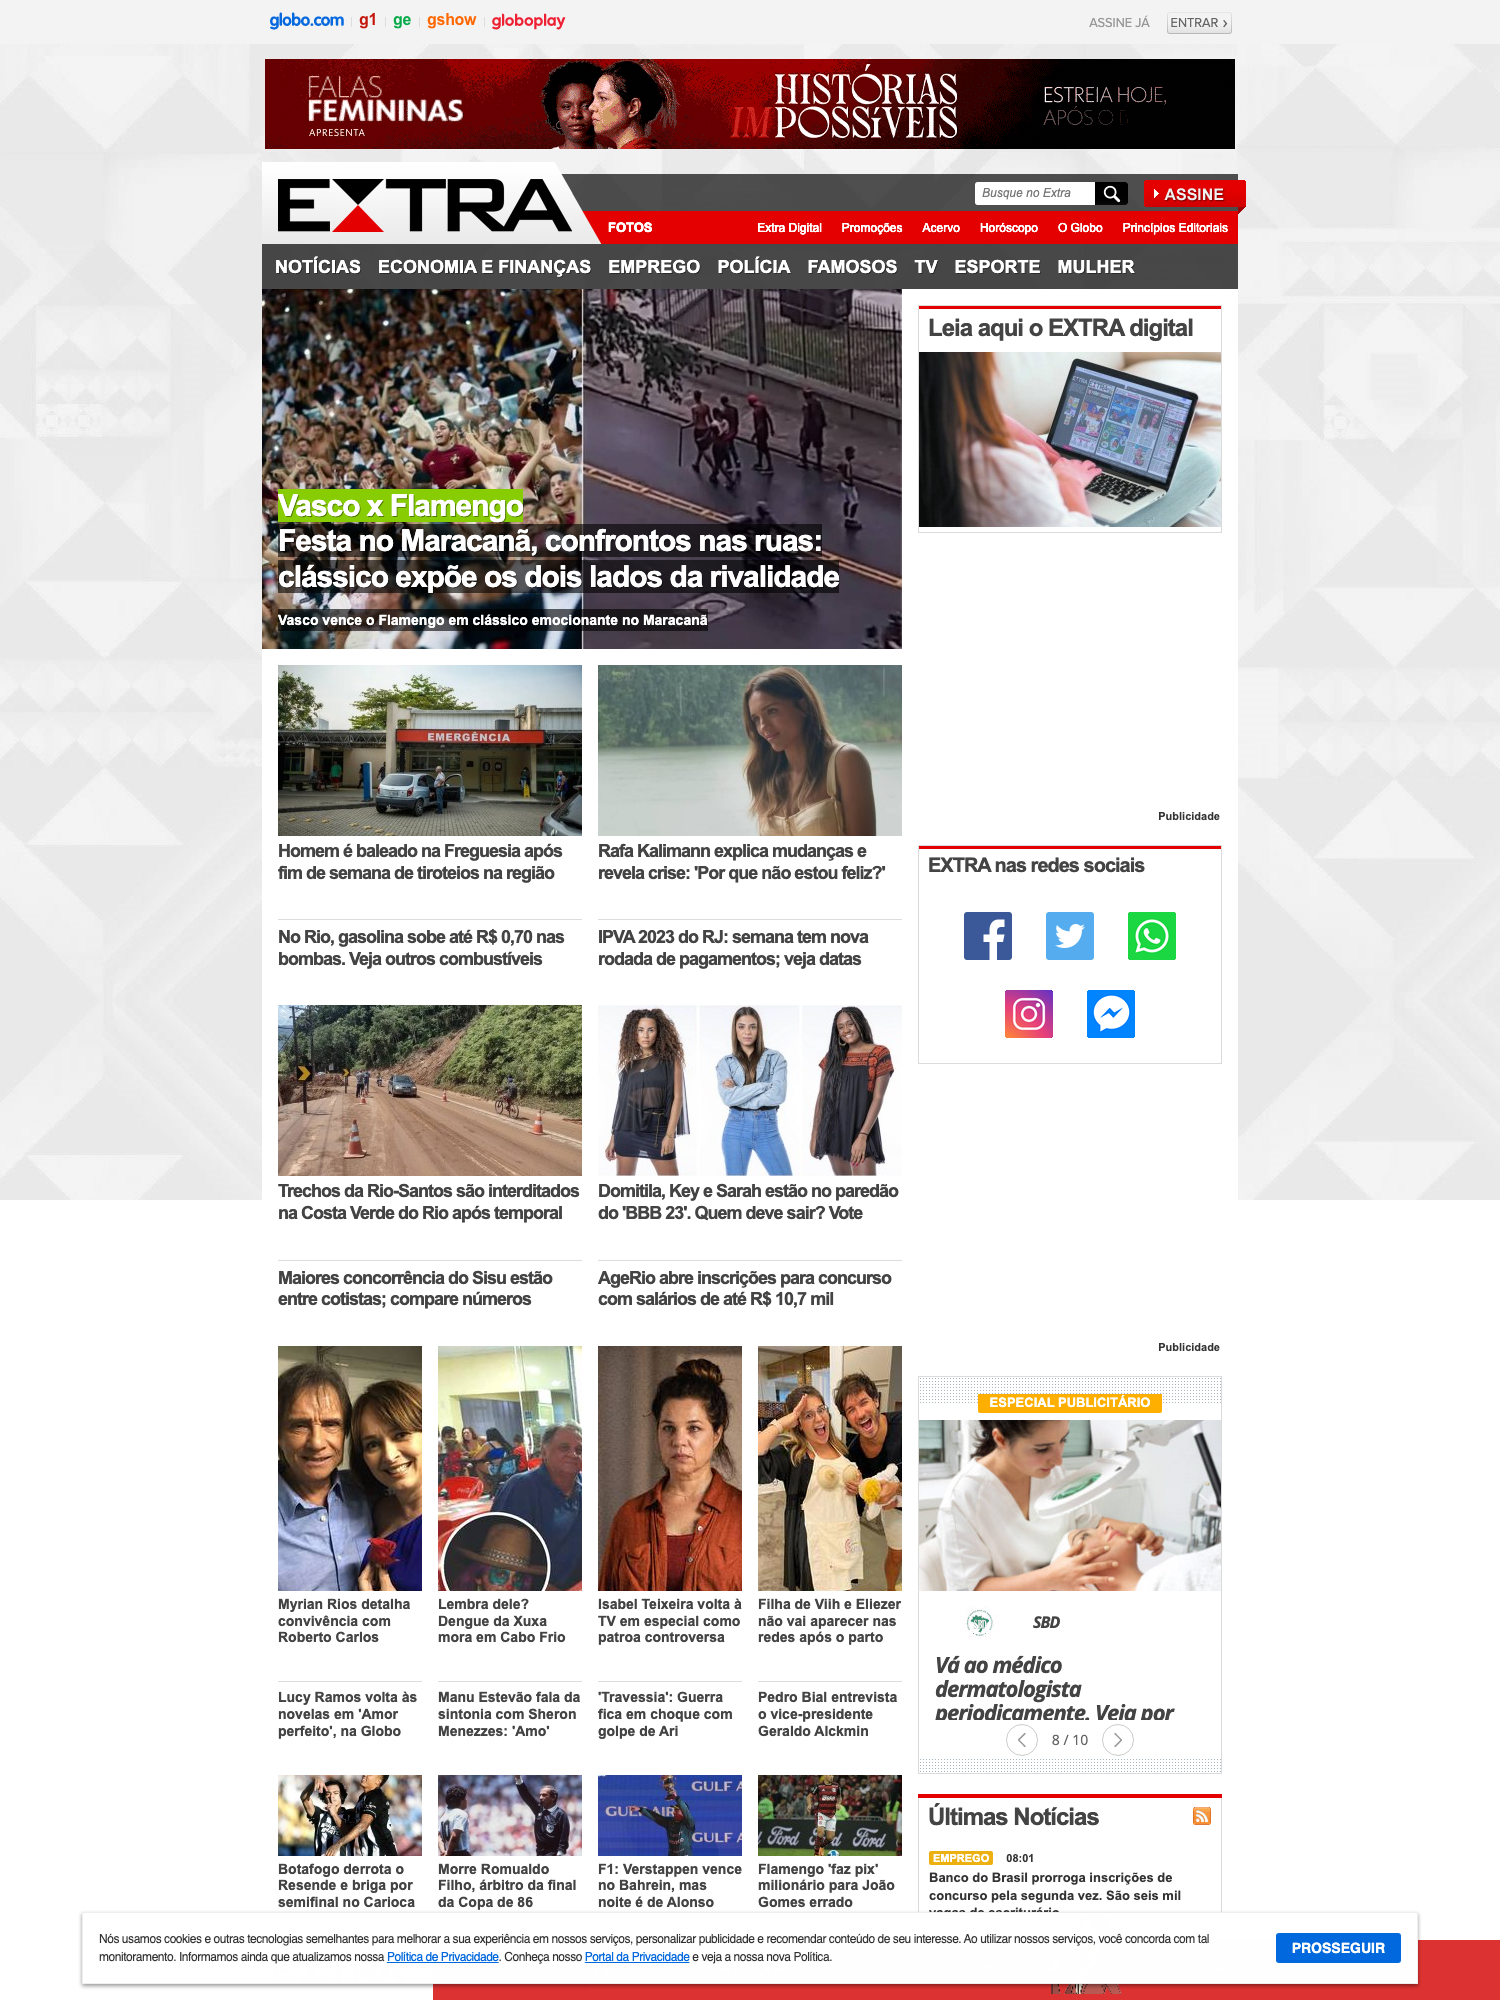 globo.com g1 ge gshow globoplay
ASSINE JÁ ENTRAR
FALAS
FEMININAS
APRESENTA
HISTÓRIAS
IMPOSSÍVEIS
ESTREIA HOJE,
APÓS O
EXTRA
Busque no Extra
ASSINE
FOTOS
Extra Digital Promoções Acervo Horóscopo O Globo Princípios Editoriais
NOTÍCIAS ECONOMIA E FINANÇAS EMPREGO POLÍCIA FAMOSOS TV ESPORTE MULHER
Vasco x Flamengo
Festa no Maracanã, confrontos nas ruas:
clássico expõe os dois lados da rivalidade
Vasco vence o Flamengo em clássico emocionante no Maracanã
Leia aqui o EXTRA digital
EXTRA
EMERGÊNCIA
Homem é baleado na Freguesia após
fim de semana de tiroteios na região
Rafa Kalimann explica mudanças e
revela crise: 'Por que não estou feliz?'
Publicidade
EXTRA nas redes sociais
No Rio, gasolina sobe até R$ 0,70 nas
bombas. Veja outros combustíveis
IPVA 2023 do RJ: semana tem nova
rodada de pagamentos; veja datas
Trechos da Rio-Santos são interditados
na Costa Verde do Rio após temporal
Domitila, Key e Sarah estão no paredão
do 'BBB 23'. Quem deve sair? Vote
Maiores concorrência do Sisu estão
entre cotistas; compare números
AgeRio abre inscrições para concurso
com salários de até R$ 10,7 mil
Publicidade
ESPECIAL PUBLICITÁRIO
SBD
Vá ao médico
dermatologista
periodicamente. Veja por
8 / 10
Myrian Rios detalha
convivência com
Roberto Carlos
Lembra dele?
Dengue da Xuxa
mora em Cabo Frio
Isabel Teixeira volta à
TV em especial como
patroa controversa
Filha de Viih e Eliezer
não vai aparecer nas
redes após o parto
Lucy Ramos volta às
novelas em 'Amor
perfeito', na Globo
Manu Estevão fala da
sintonia com Sheron
Menezzes: 'Amo'
'Travessia': Guerra
fica em choque com
golpe de Ari
Pedro Bial entrevista
o vice-presidente
Geraldo Alckmin
GULF A
GULF AIR
GULF A
Ford Ford Ford
Botafogo derrota o
Resende e briga por
semifinal no Carioca
Morre Romualdo
Filho, árbitro da final
da Copa de 86
F1: Verstappen vence
no Bahrein, mas
noite é de Alonso
Flamengo 'faz pix'
milionário para João
Gomes errado
Últimas Notícias
EMPREGO 08:01
Banco do Brasil prorroga inscrições de
concurso pela segunda vez. São seis mil
vagas de escriturário
Nós usamos cookies e outras tecnologias semelhantes para melhorar a sua experiência em nossos serviços, personalizar publicidade e recomendar conteúdo de seu interesse. Ao utilizar nossos serviços, você concorda com tal
monitoramento. Informamos ainda que atualizamos nossa Política de Privacidade. Conheça nosso Portal da Privacidade e veja a nossa nova Política.
PROSSEGUIR